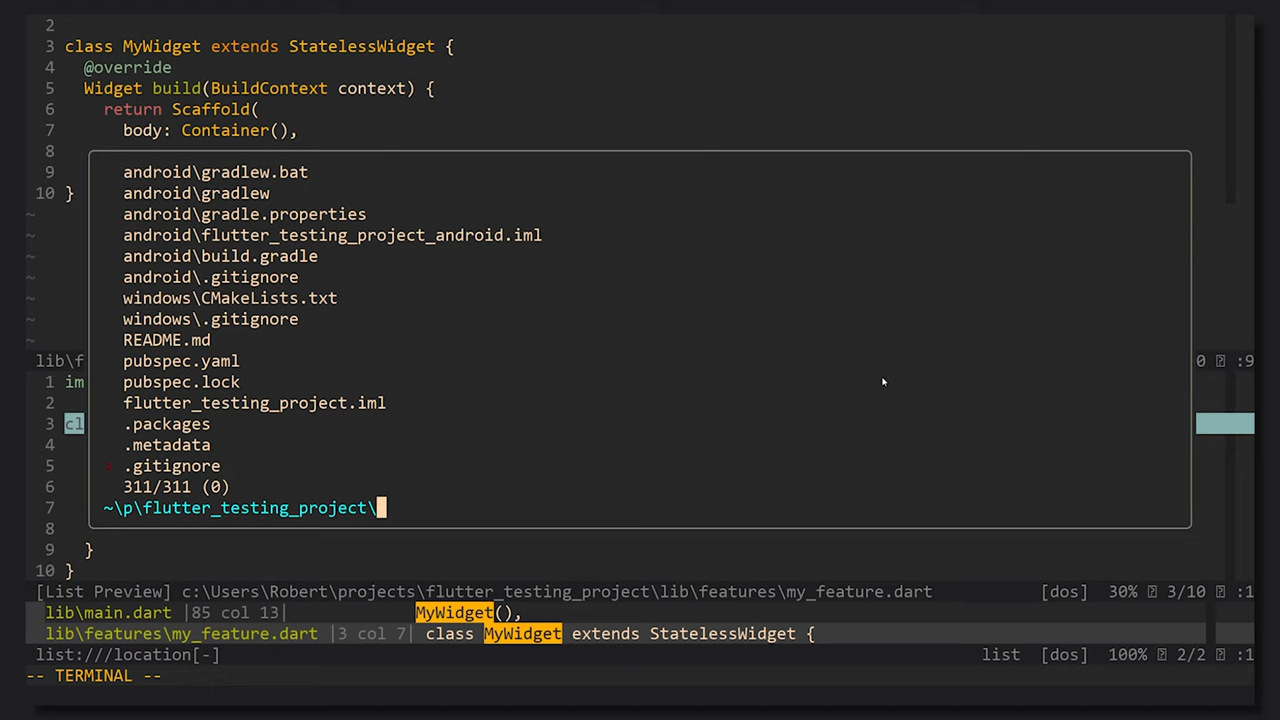 2
3 class MyWidget extends StatelessWidget {
4 @override
5 Widget build(BuildContext context) {
6 return Scaffold(
7 body: Container(),
8
9
10 }
~
~
~
~
~
~
~
android\gradlew.bat
android\gradlew
android\gradle.properties
android\flutter_testing_project_android.iml
android\build.gradle
android\.gitignore
windows\CMakeLists.txt
windows\.gitignore
README.md
pubspec.yaml
pubspec.lock
flutter_testing_project.iml
.packages
.metadata
> .gitignore
311/311 (0)
~\p\flutter_testing_project\
lib\f 0 :9
1 im
2
3 cl
4
5
6
7
8
9 }
10 }
[List Preview] c:\Users\Robert\projects\flutter_testing_project\lib\features\my_feature.dart [dos] 30% 3/10 :1
lib\main.dart |85 col 13| MyWidget(),
lib\features\my_feature.dart |3 col 7| class MyWidget extends StatelessWidget {
list:///location[-] list [dos] 100% 2/2 :1
-- TERMINAL --